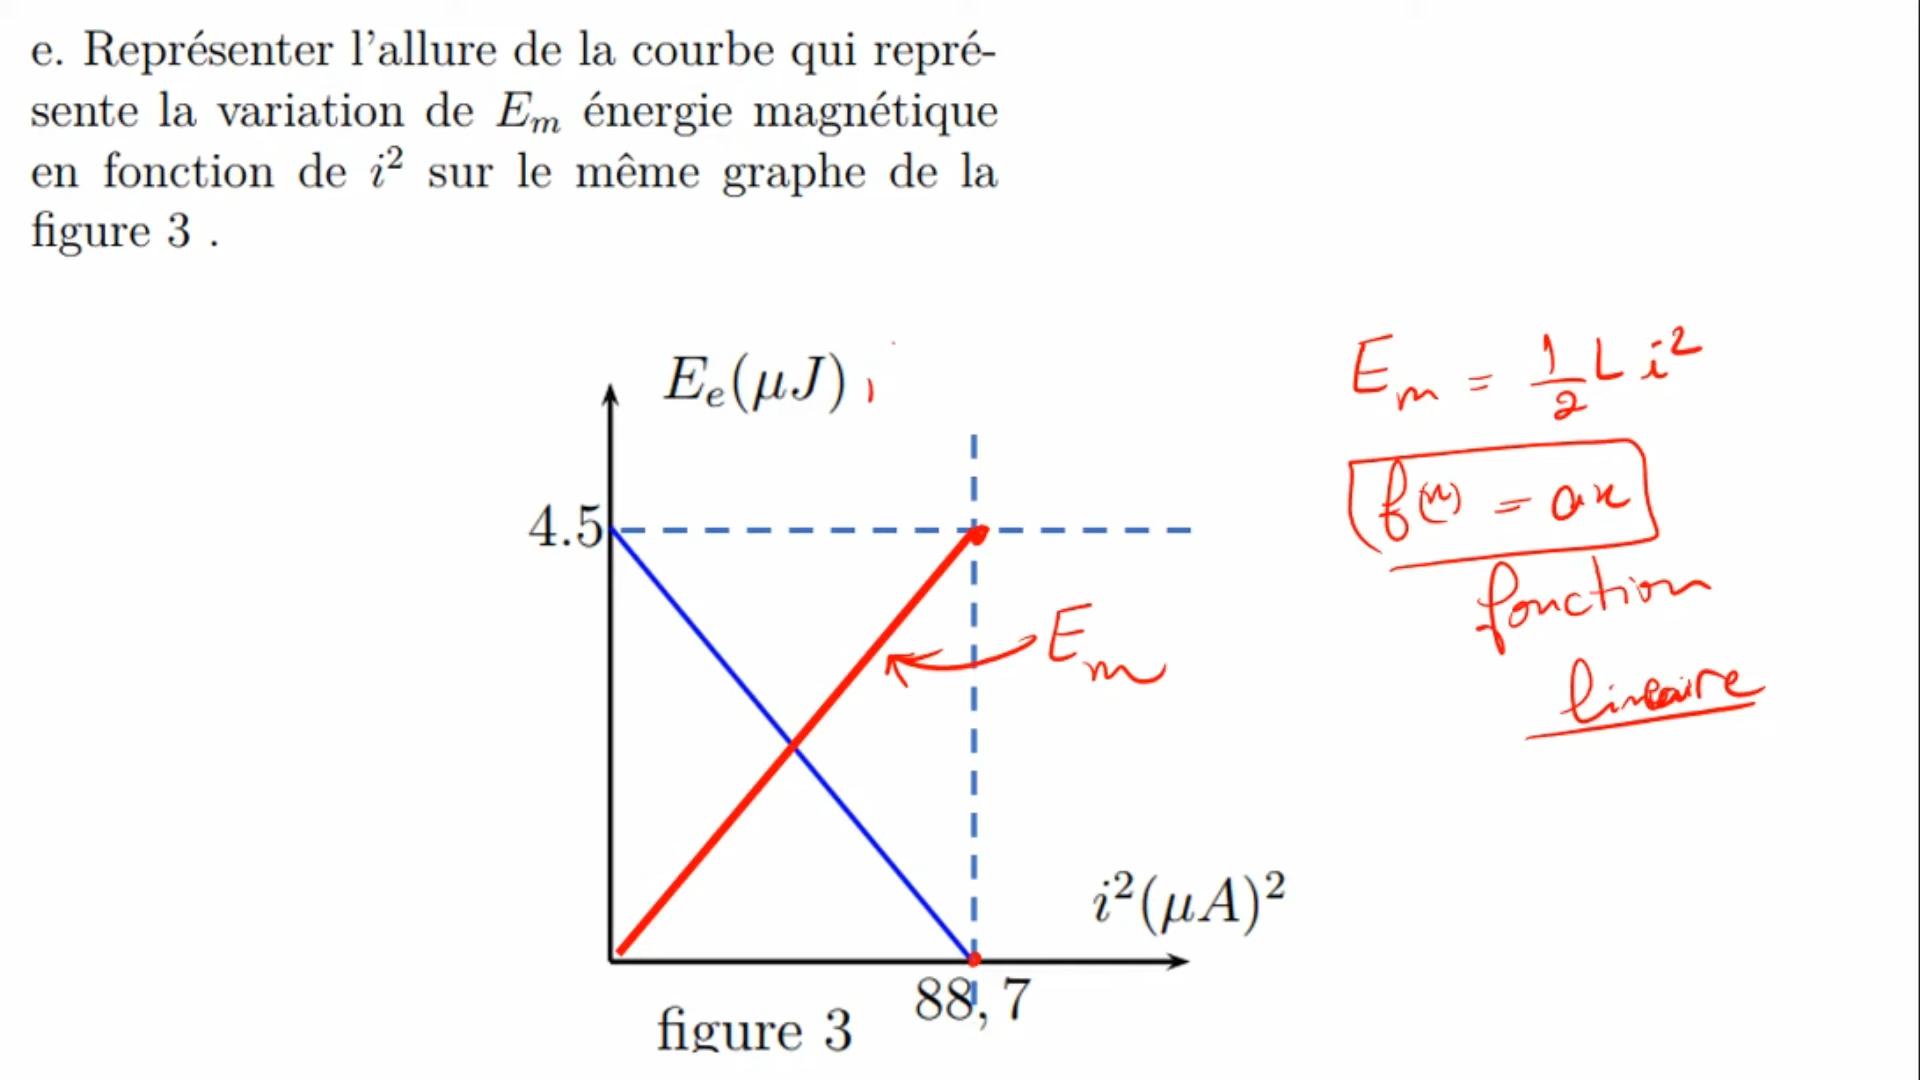 e. Représenter l'allure de la courbe qui repré-
sente la variation de Eₘ énergie magnétique
en fonction de i² sur le même graphe de la
figure 3 .
Eₑ(μJ)
Eₘ = 1/2 L i²
f(x) = ax
fonction
linéaire
4.5
Eₘ
i²(μA)²
88, 7
figure 3